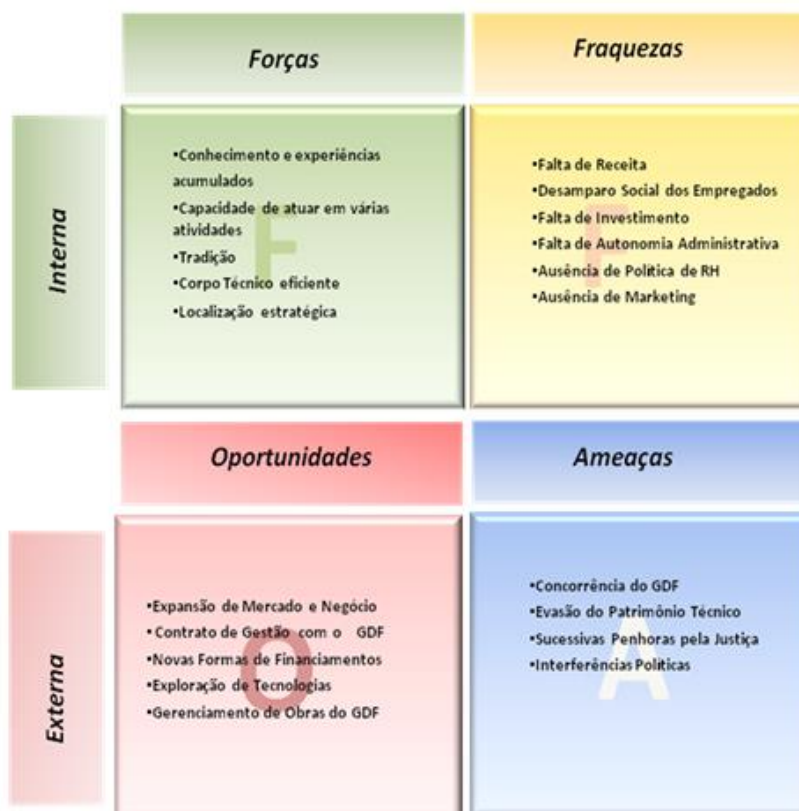 Forças
Fraquezas
Interna
•Conhecimento e experiências
acumulados
•Capacidade de atuar em várias
atividades
•Tradição
•Corpo Técnico eficiente
•Localização estratégica
F
•Falta de Receita
•Desamparo Social dos Empregados
•Falta de Investimento
•Falta de Autonomia Administrativa
•Ausência de Política de RH
•Ausência de Marketing
F
Oportunidades
Ameaças
Externa
•Expansão de Mercado e Negócio
•Contrato de Gestão com o GDF
•Novas Formas de Financiamentos
•Exploração de Tecnologias
•Gerenciamento de Obras do GDF
O
•Concorrência do GDF
•Evasão do Patrimônio Técnico
•Sucessivas Penhoras pela Justiça
•Interferências Políticas
A